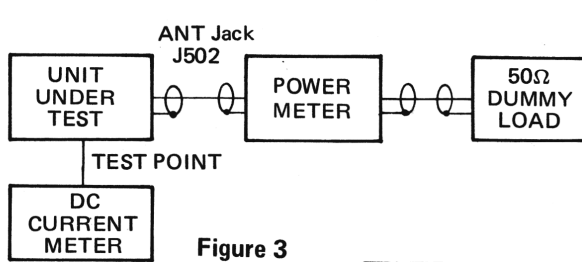 ANT Jack
J502
UNIT
UNDER
TEST
POWER
METER
50Ω
DUMMY
LOAD
TEST POINT
DC
CURRENT
METER
Figure 3